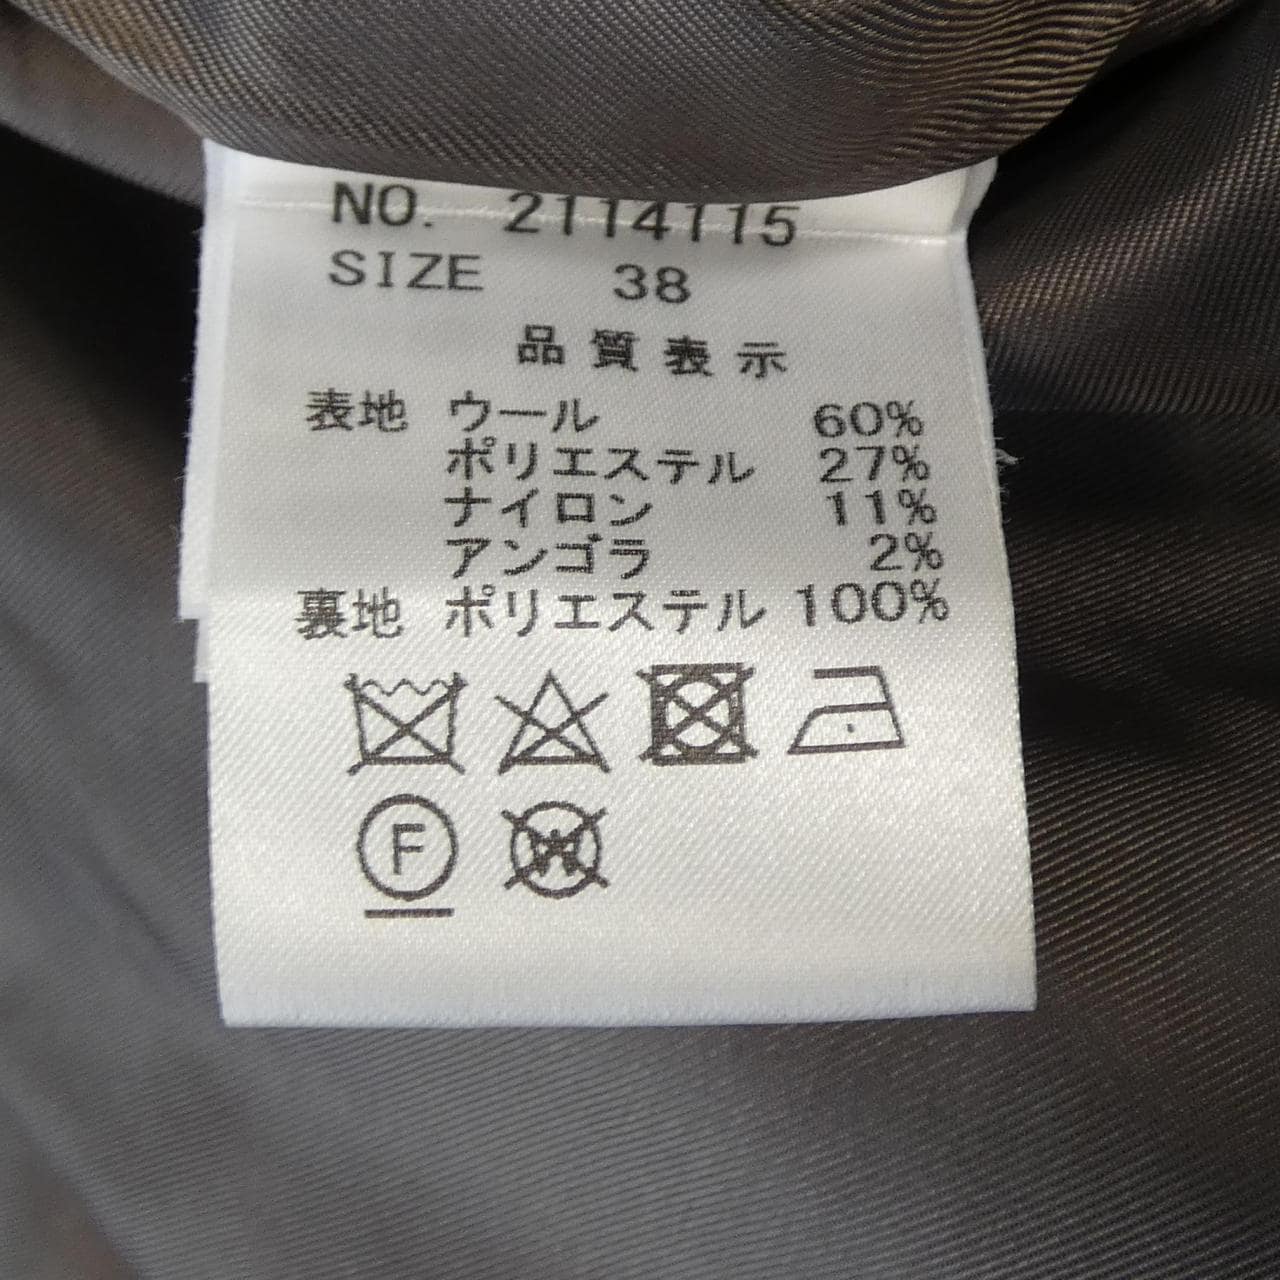 NO. 2114115
SIZE 38
品質表示
表地 ウール 60%
ポリエステル 27%
ナイロン 11%
アンゴラ 2%
裏地 ポリエステル 100%
F W